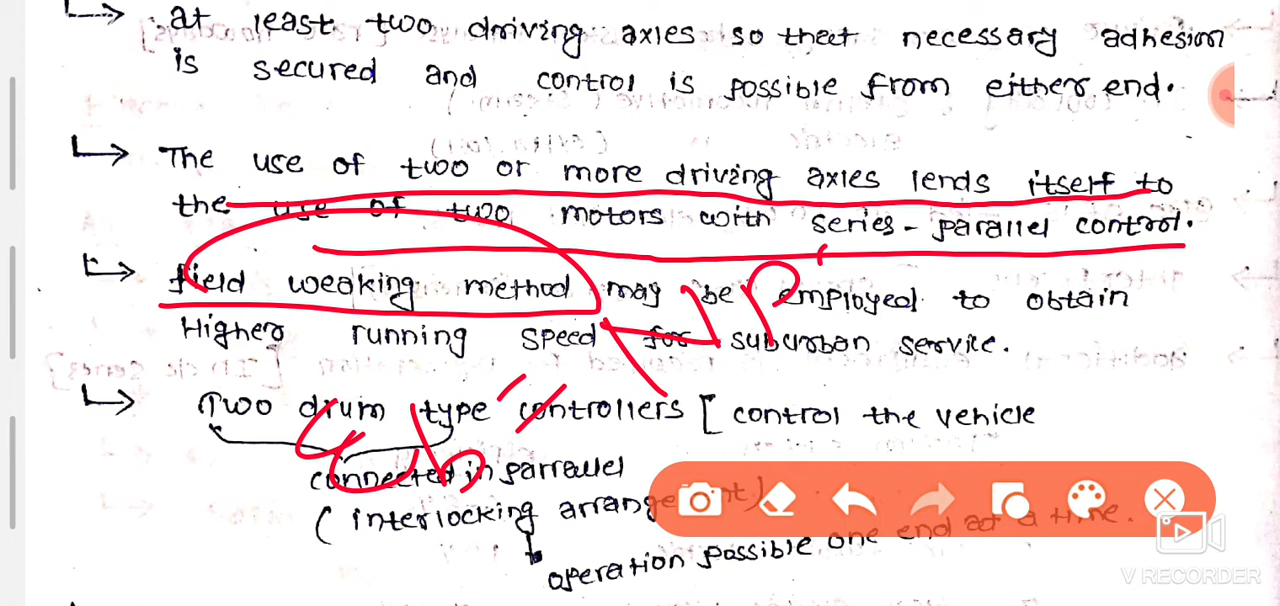 ↳ at least two driving axles so that necessary adhesion
is secured and control is possible from either end.
↳ The use of two or more driving axles lends itself to
the use of two motors with series-parallel control.
↳ field weaking method may be employed to obtain
Higher running speed for suburban service.
↳ Two drum type controllers [ control the vehicle
connected in parrallel
( interlocking arrangement)
operation possible one end at a time.
V RECORDER